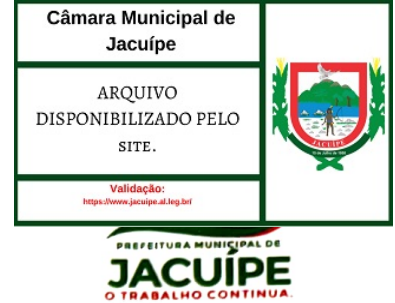 Câmara Municipal de
Jacuípe
ARQUIVO
DISPONIBILIZADO PELO
SITE.
Validação:
https://www.jacuipe.al.leg.br/
JACUÍPE
PREFEITURA MUNICIPAL DE
JACUÍPE
O TRABALHO CONTINUA.